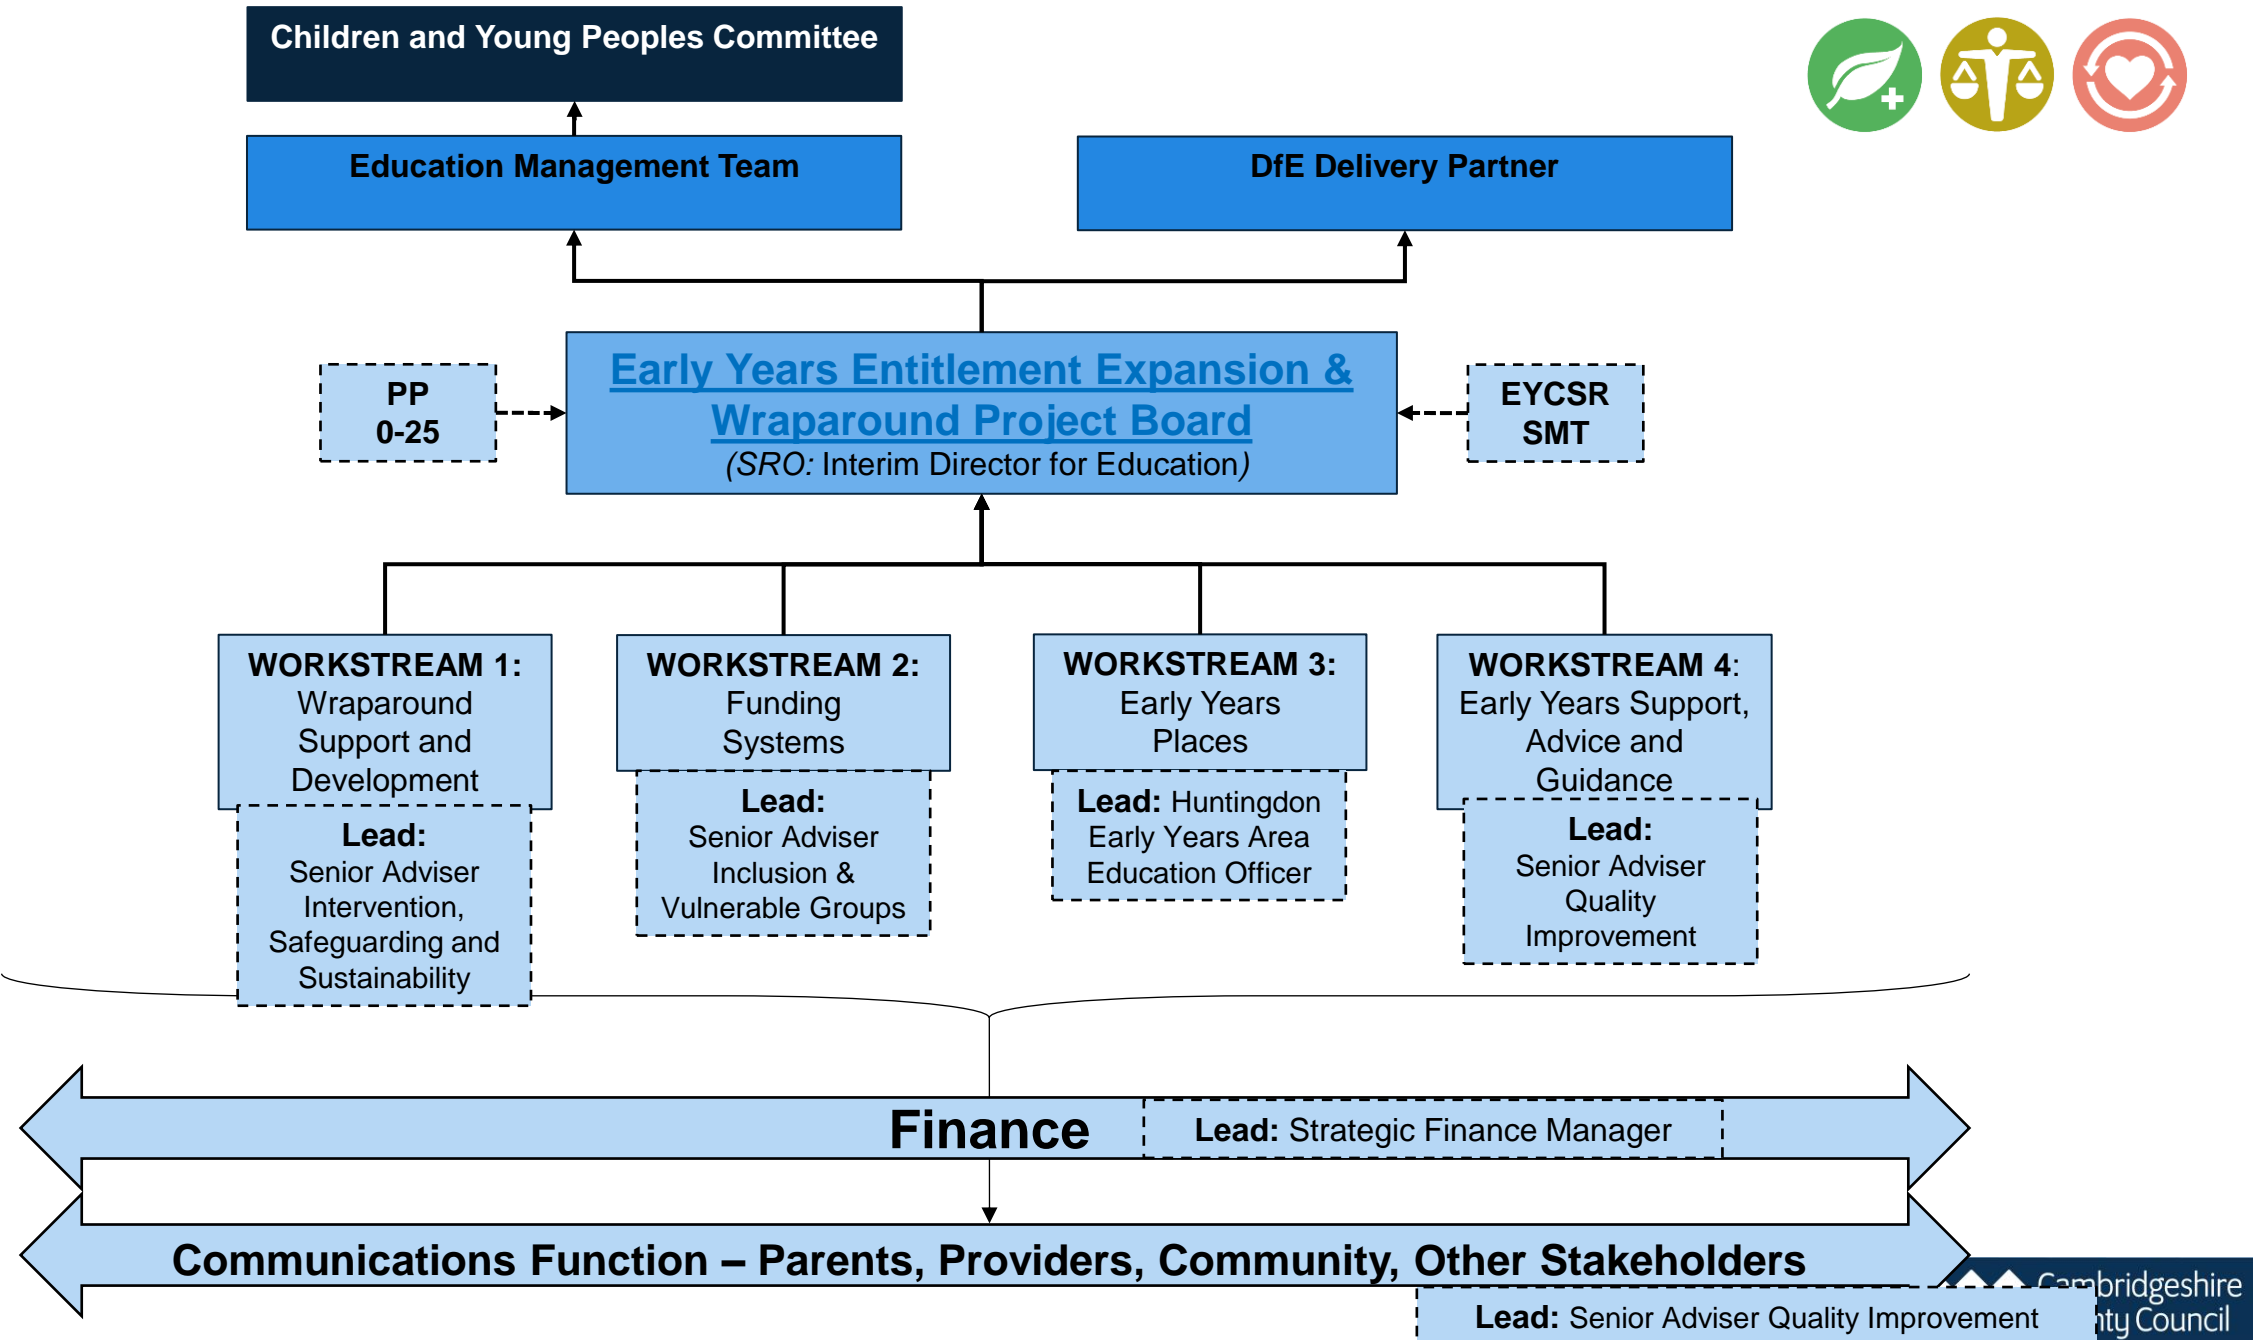 Children and Young Peoples Committee
Education Management Team
DfE Delivery Partner
Early Years Entitlement Expansion &
Wraparound Project Board
(SRO: Interim Director for Education)
PP
0-25
EYCSR
SMT
WORKSTREAM 1:
Wraparound
Support and
Development
Lead:
Senior Adviser
Intervention,
Safeguarding and
Sustainability
WORKSTREAM 2:
Funding
Systems
Lead:
Senior Adviser
Inclusion &
Vulnerable Groups
WORKSTREAM 3:
Early Years
Places
Lead: Huntingdon
Early Years Area
Education Officer
WORKSTREAM 4:
Early Years Support,
Advice and
Guidance
Lead:
Senior Adviser
Quality
Improvement
Finance
Lead: Strategic Finance Manager
Communications Function – Parents, Providers, Community, Other Stakeholders
Lead: Senior Adviser Quality Improvement
Cambridgeshire
Council